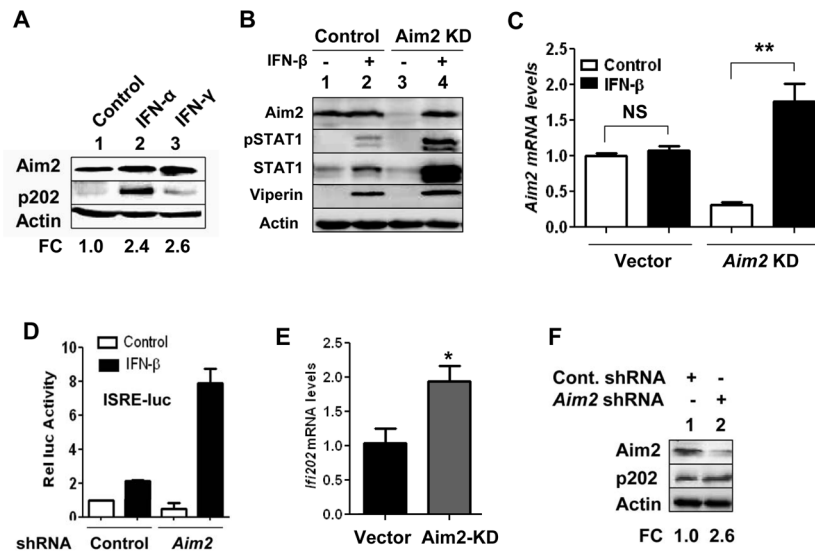 A
Control
IFN-α
IFN-γ
1 2 3
Aim2
p202
Actin
FC 1.0 2.4 2.6
B
Control Aim2 KD
IFN-β - + - +
1 2 3 4
Aim2
pSTAT1
STAT1
Viperin
Actin
C
Aim2 mRNA levels
2.5
2.0
1.5
1.0
0.5
0.0
Control
IFN-β
NS
**
Vector Aim2 KD
D
Rel luc Activity
10
8
6
4
2
0
Control
IFN-β
ISRE-luc
shRNA Control Aim2
E
Ifi202 mRNA levels
2.5
2.0
1.5
1.0
0.5
0.0
*
Vector Aim2-KD
F
Cont. shRNA + -
Aim2 shRNA - +
1 2
Aim2
p202
Actin
FC 1.0 2.6